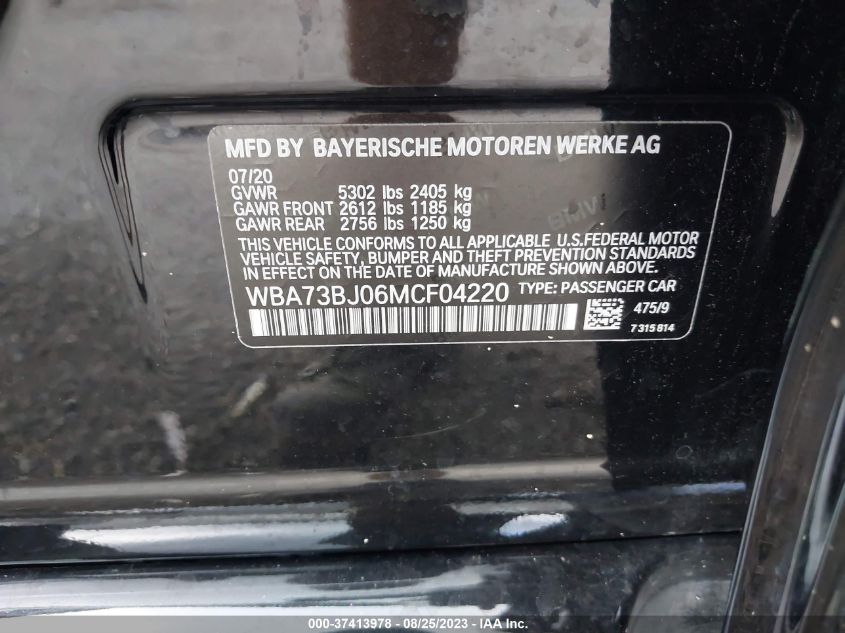 MFD BY BAYERISCHE MOTOREN WERKE AG
07/20
GVWR 5302 lbs 2405 kg
GAWR FRONT 2612 lbs 1185 kg
GAWR REAR 2756 lbs 1250 kg
THIS VEHICLE CONFORMS TO ALL APPLICABLE U.S.FEDERAL MOTOR
VEHICLE SAFETY, BUMPER AND THEFT PREVENTION STANDARDS
IN EFFECT ON THE DATE OF MANUFACTURE SHOWN ABOVE.
WBA73BJ06MCF04220 TYPE: PASSENGER CAR
475/9
7315814
000-37413978 - 08/25/2023 - IAA Inc.